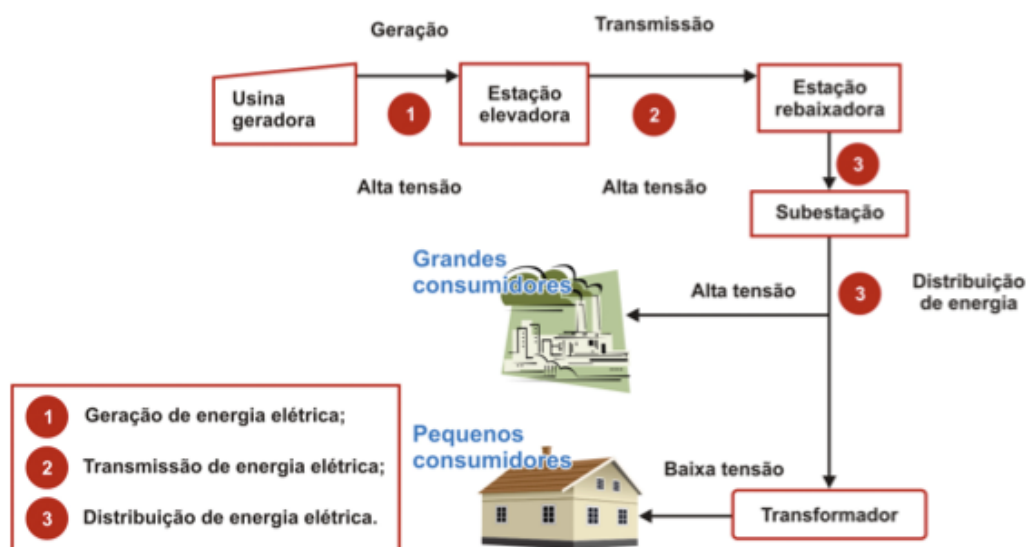 Geração
Transmissão
Usina
geradora
1
Estação
elevadora
2
Estação
rebaixadora
Alta tensão
Alta tensão
3
Subestação
Grandes
consumidores
Alta tensão
3
Distribuição
de energia
1 Geração de energia elétrica;
2 Transmissão de energia elétrica;
3 Distribuição de energia elétrica.
Pequenos
consumidores
Baixa tensão
Transformador